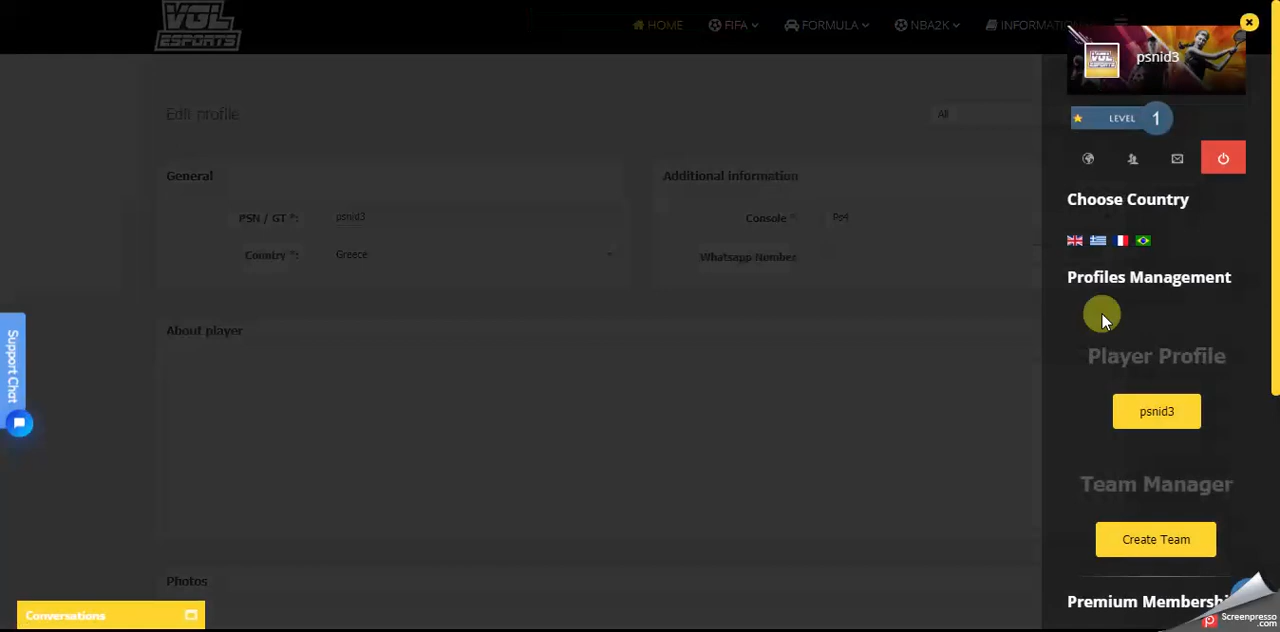 VGL
ESPORTS
HOME
FIFA
FORMULA
NBA2K
INFORMATION
psnid3
LEVEL 1
Edit profile
All
General
Additional information
PSN / GT *:
psnid3
Console *
Ps4
Country *:
Greece
Whatsapp Number
Choose Country
Profiles Management
Player Profile
psnid3
Team Manager
Create Team
Premium Membershi
About player
Photos
Support Chat
Conversations
Screenpresso
.com